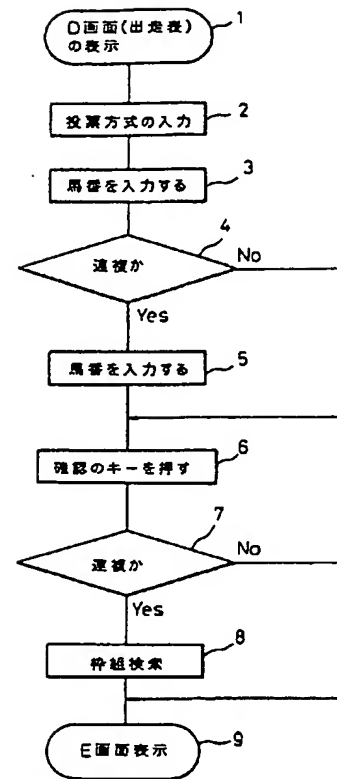 D画面(出走表)
の表示
1
投票方式の入力
2
馬番を入力する
3
連複か
4
No
Yes
馬番を入力する
5
確認のキーを押す
6
連複か
7
No
Yes
枠組検索
8
E画面表示
9